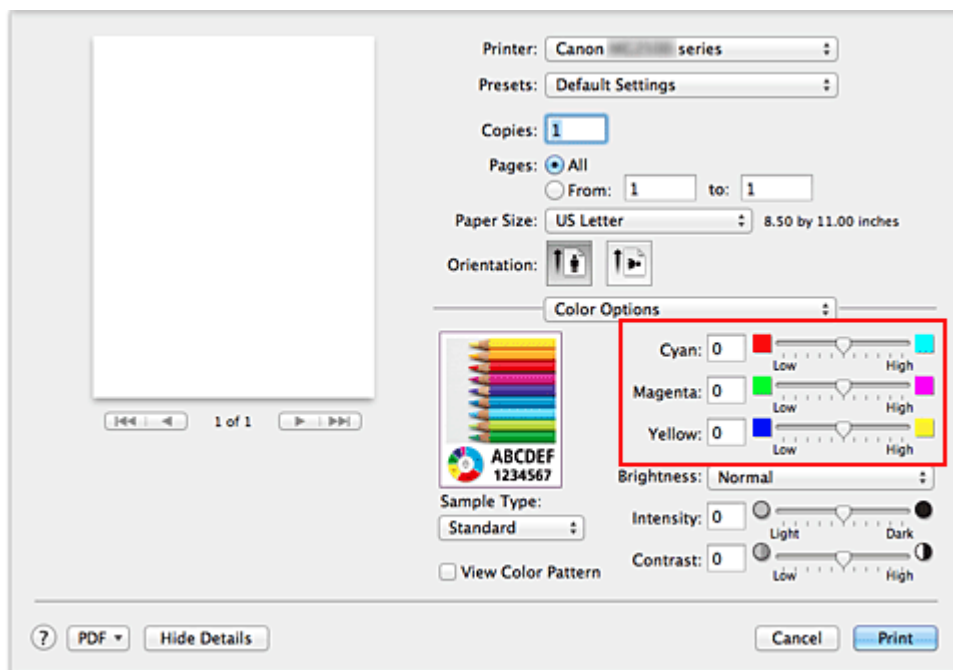 Printer: Canon series
Presets: Default Settings
Copies: 1
Pages: All
From: 1 to: 1
Paper Size: US Letter 8.50 by 11.00 inches
Orientation:
1 of 1
Color Options
Cyan: 0
Low High
Magenta: 0
Low High
Yellow: 0
Low High
ABCDEF
1234567
Brightness: Normal
Sample Type:
Standard
Intensity: 0
Light Dark
Contrast: 0
Low High
View Color Pattern
? PDF Hide Details Cancel Print